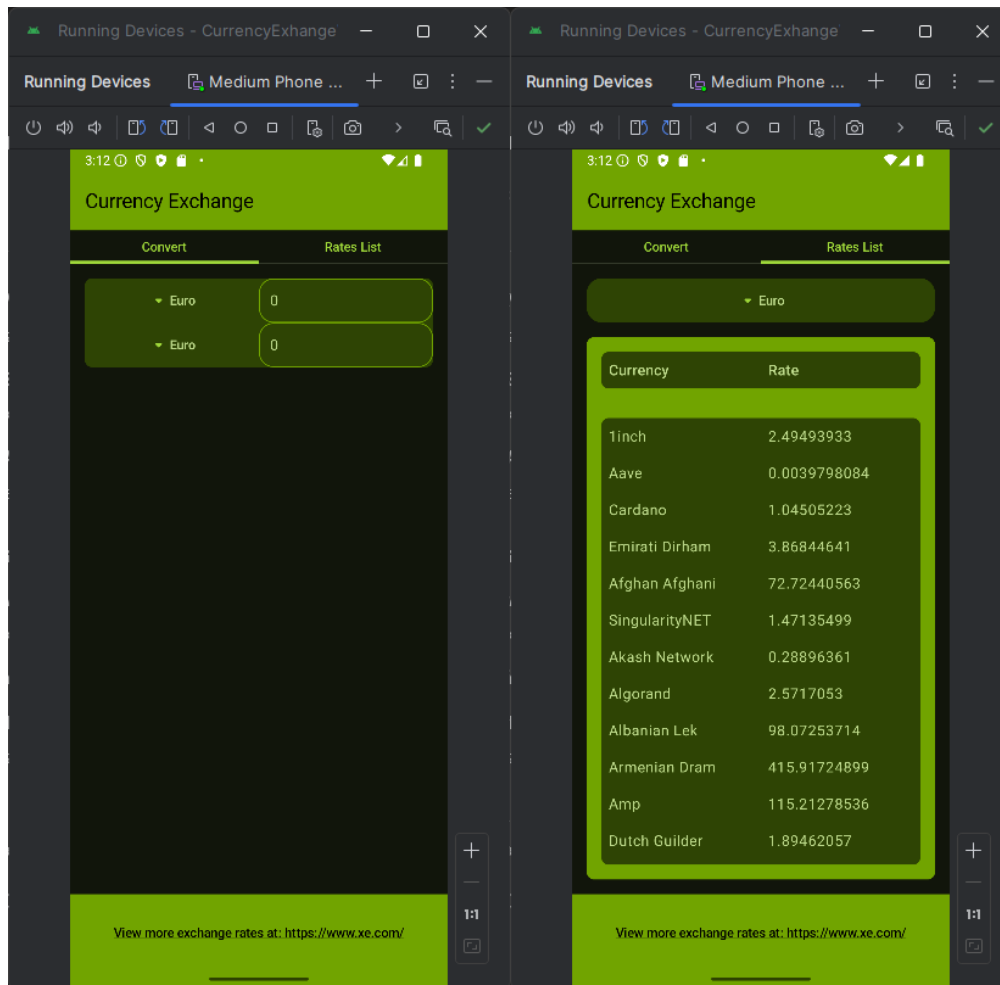 Running Devices - CurrencyExhange
Running Devices
Medium Phone ...
3:12
Currency Exchange
Convert
Rates List
Euro
0
Euro
0
View more exchange rates at: https://www.xe.com/
1:1
Running Devices - CurrencyExhange
Running Devices
Medium Phone ...
3:12
Currency Exchange
Convert
Rates List
Euro
Currency Rate
1inch 2.49493933
Aave 0.0039798084
Cardano 1.04505223
Emirati Dirham 3.86844641
Afghan Afghani 72.72440563
SingularityNET 1.47135499
Akash Network 0.28896361
Algorand 2.5717053
Albanian Lek 98.07253714
Armenian Dram 415.91724899
Amp 115.21278536
Dutch Guilder 1.89462057
View more exchange rates at: https://www.xe.com/
1:1